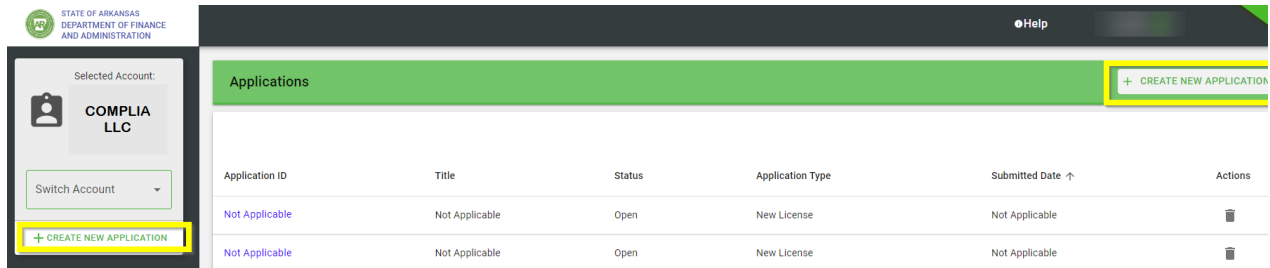 STATE OF ARKANSAS
DEPARTMENT OF FINANCE
AND ADMINISTRATION
Help
Selected Account:
COMPLIA
LLC
Switch Account
+ CREATE NEW APPLICATION
Applications
+ CREATE NEW APPLICATION
Application ID Title Status Application Type Submitted Date ↑ Actions
Not Applicable Not Applicable Open New License Not Applicable
Not Applicable Not Applicable Open New License Not Applicable